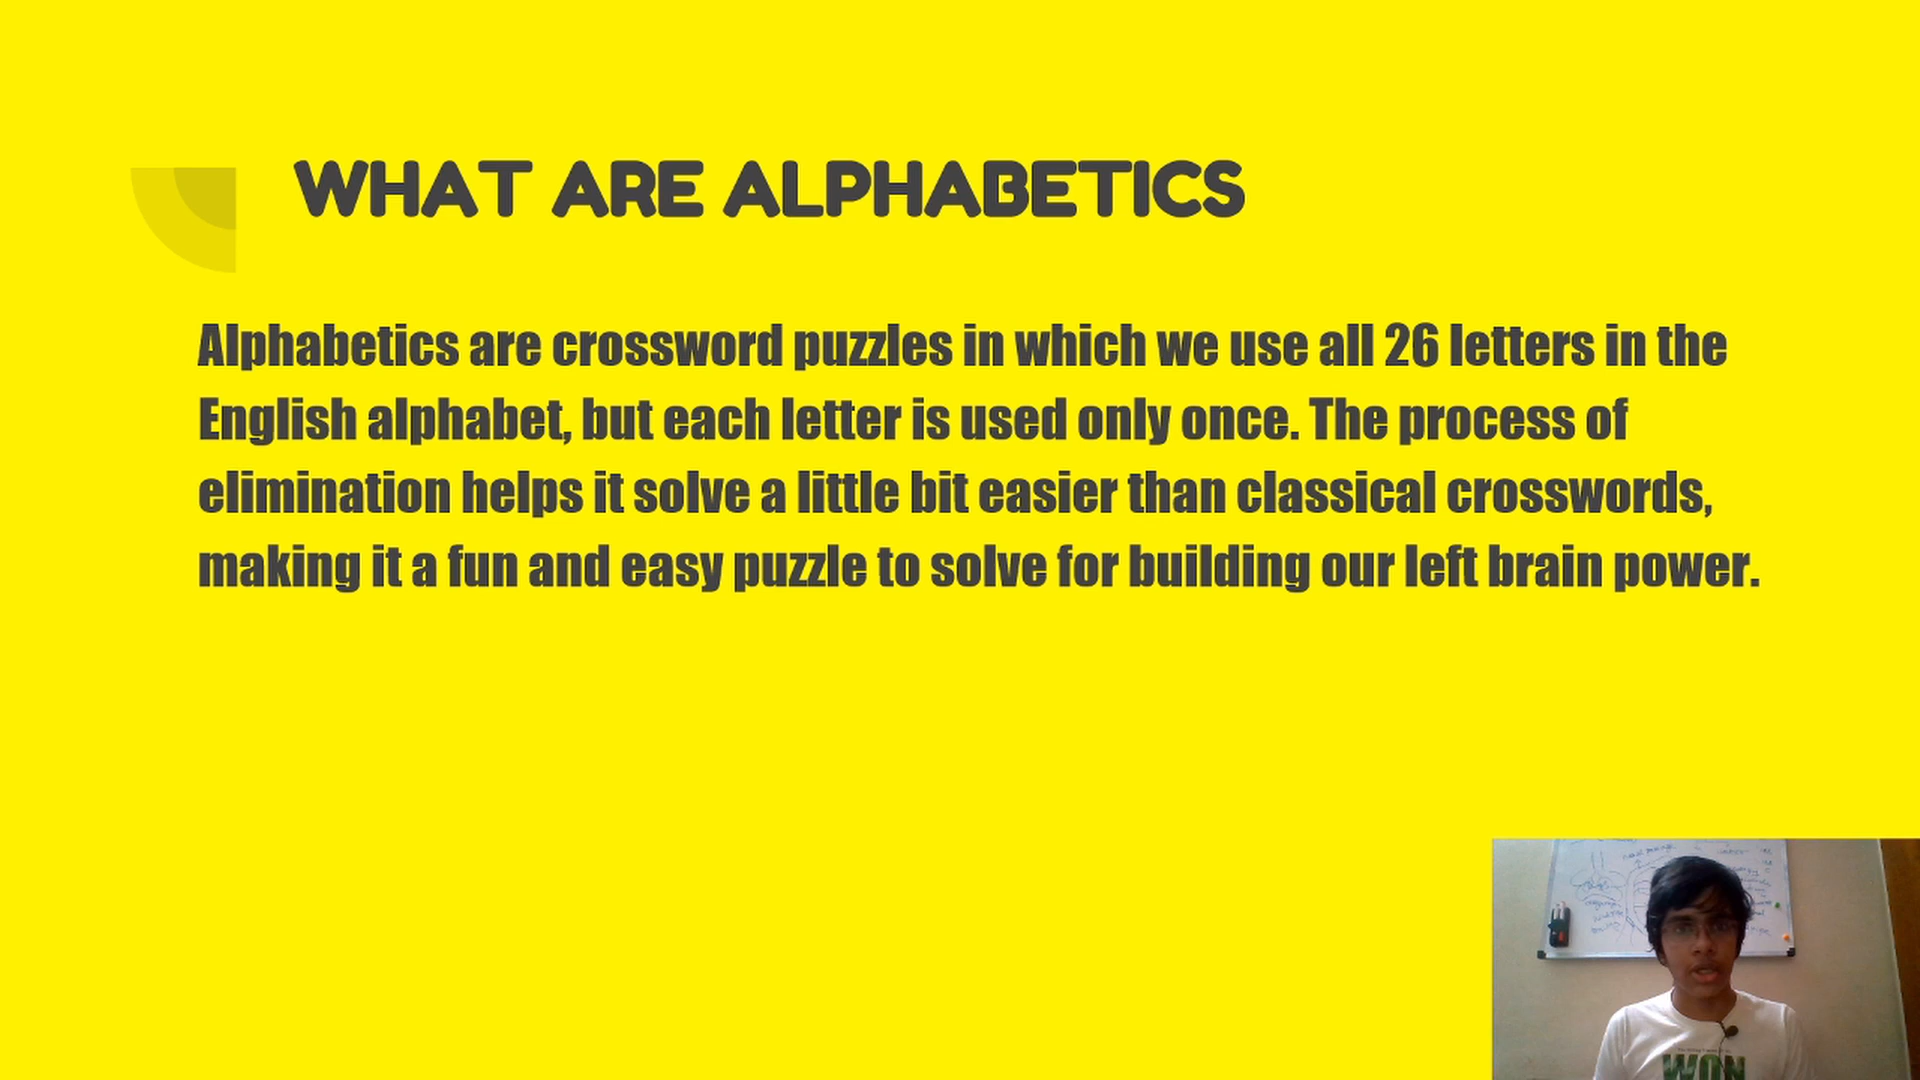 WHAT ARE ALPHABETICS
Alphabetics are crossword puzzles in which we use all 26 letters in the
English alphabet, but each letter is used only once. The process of
elimination helps it solve a little bit easier than classical crosswords,
making it a fun and easy puzzle to solve for building our left brain power.
WON